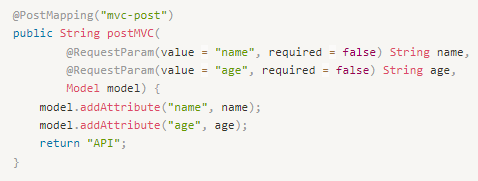 @PostMapping("mvc-post")
public String postMVC(
        @RequestParam(value = "name", required = false) String name,
        @RequestParam(value = "age", required = false) String age,
        Model model) {
    model.addAttribute("name", name);
    model.addAttribute("age", age);
    return "API";
}